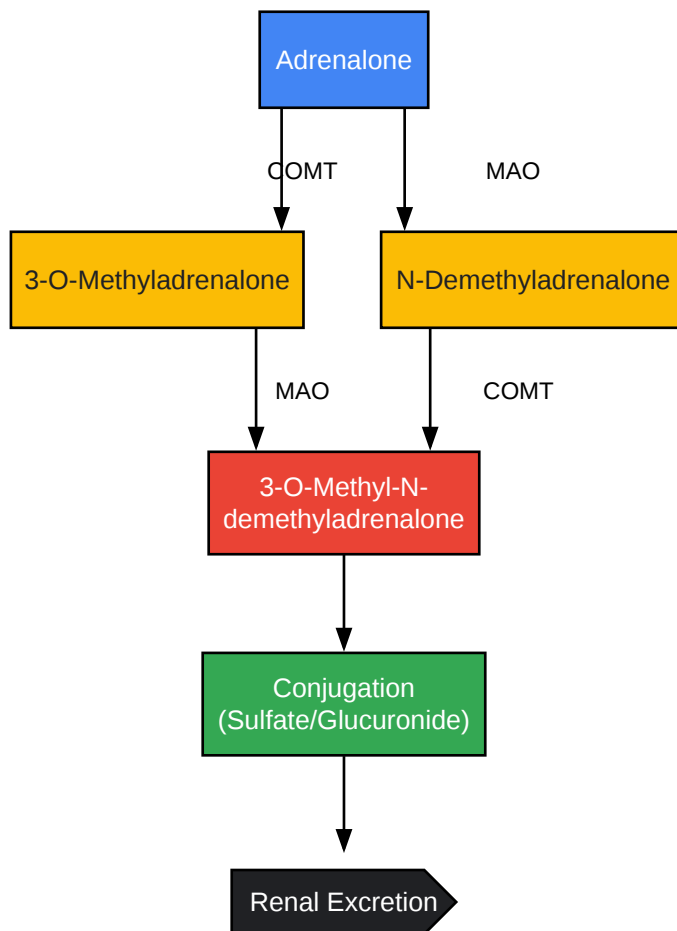 Adrenalone
COMT
MAO
3-O-Methyladrenalone
N-Demethyladrenalone
MAO
COMT
3-O-Methyl-N-
demethyladrenalone
Conjugation
(Sulfate/Glucuronide)
Renal Excretion